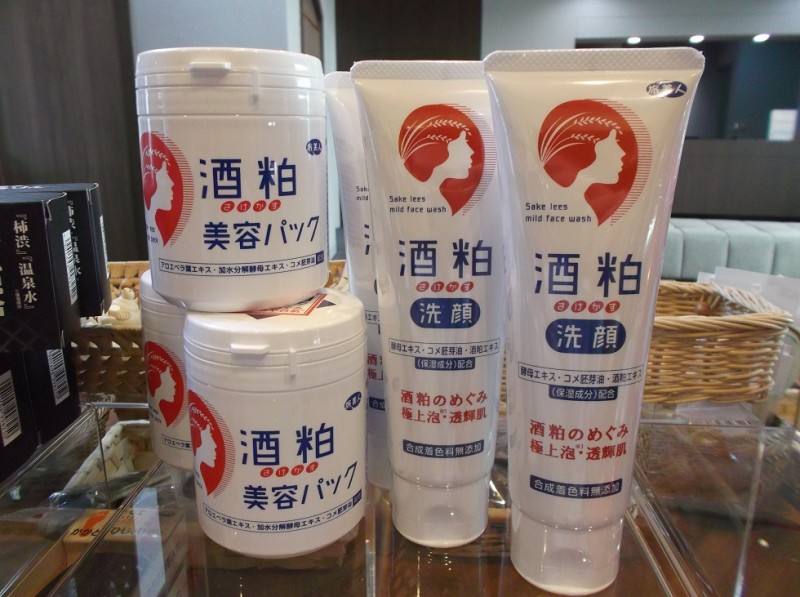 酒粕
さけかす
美容パック
アロエベラ葉エキス・加水分解酵母エキス・コメ胚芽油
旅美人
酒粕
さけかす
美容パック
アロエベラ葉エキス・加水分解酵母エキス・コメ胚芽油
Sake lees
mild face wash
酒粕
さけかす
洗顔
酵母エキス・コメ胚芽油・酒粕エキス
(保湿成分)配合
酒粕のめぐみ
極上泡※1・透輝肌
合成着色料無添加
旅美人
Sake lees
mild face wash
酒粕
さけかす
洗顔
酵母エキス・コメ胚芽油・酒粕エキス
(保湿成分)配合
酒粕のめぐみ
極上泡※1・透輝肌
合成着色料無添加
『柿渋』『温泉水』